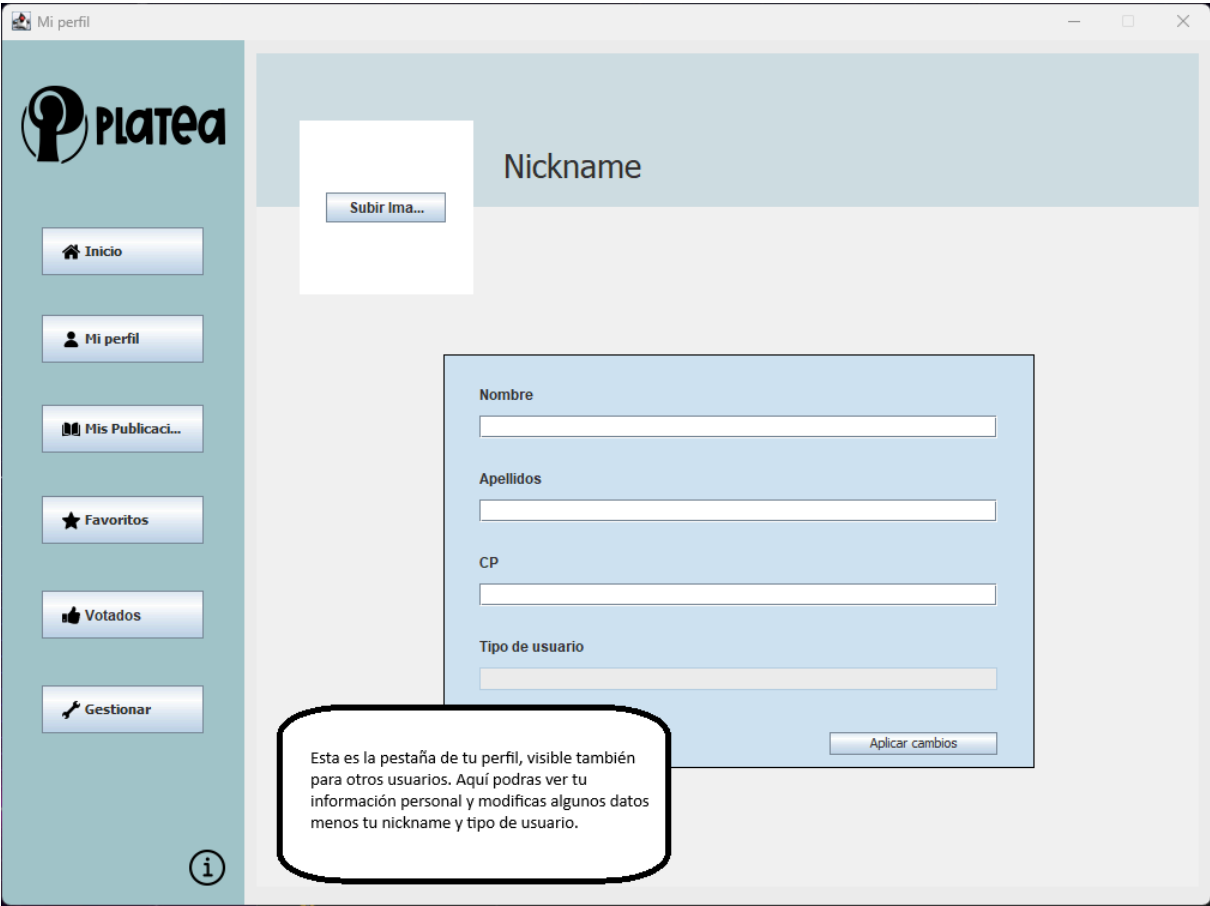 Mi perfil
PLaTea
Nickname
Subir Ima...
Inicio
Mi perfil
Mis Publicaci...
Favoritos
Votados
Gestionar
Nombre
Apellidos
CP
Tipo de usuario
Aplicar cambios
Esta es la pestaña de tu perfil, visible también
para otros usuarios. Aquí podras ver tu
información personal y modificas algunos datos
menos tu nickname y tipo de usuario.
i